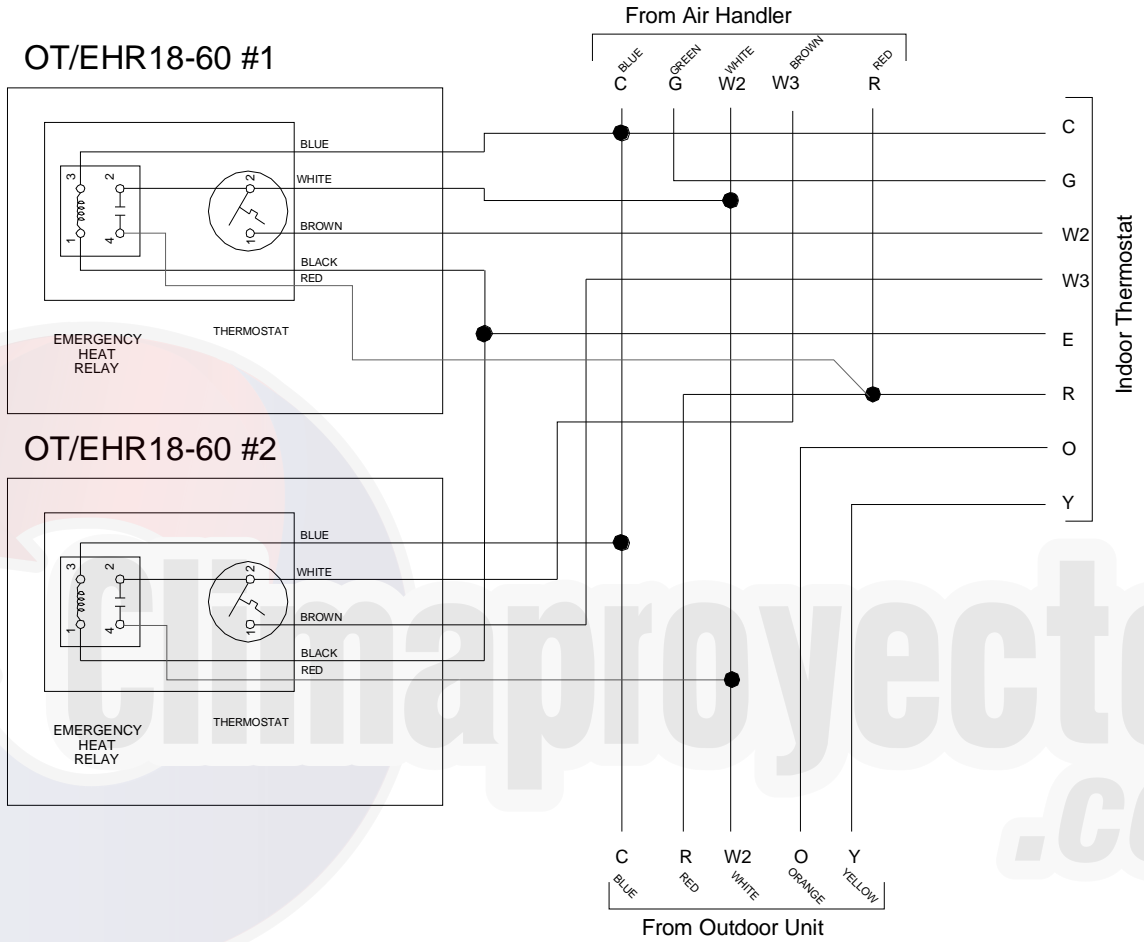 From Air Handler
BLUE
GREEN
WHITE
BROWN
RED
C
G
W2
W3
R
OT/EHR18-60 #1
BLUE
WHITE
BROWN
BLACK
RED
3
2
1
4
2
1
EMERGENCY
HEAT
RELAY
THERMOSTAT
C
G
W2
W3
E
R
O
Y
Indoor Thermostat
OT/EHR18-60 #2
BLUE
WHITE
BROWN
BLACK
RED
3
2
1
4
2
1
EMERGENCY
HEAT
RELAY
THERMOSTAT
Climaproyecto
.co
C
R
W2
O
Y
BLUE
RED
WHITE
ORANGE
YELLOW
From Outdoor Unit